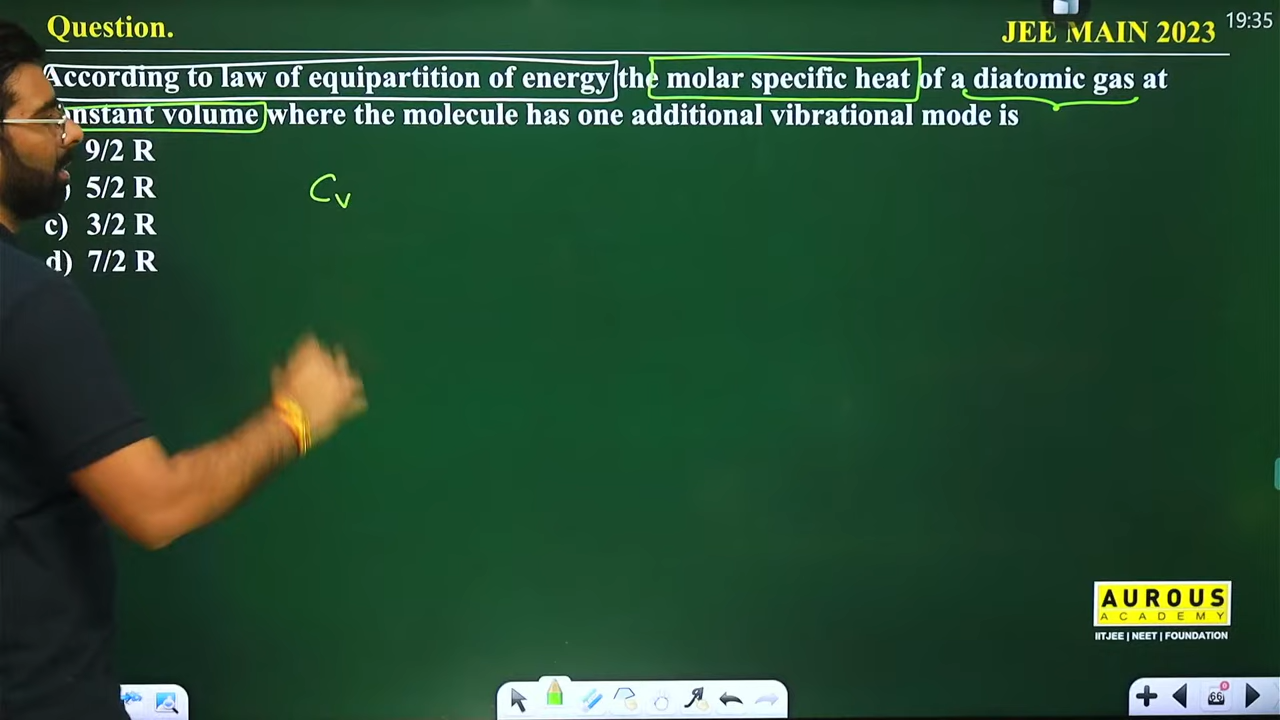 Question.
JEE MAIN 2023
19:35
According to law of equipartition of energy the molar specific heat of a diatomic gas at
volume where the molecule has one additional vibrational mode is
9/2 R
5/2 R
c) 3/2 R
d) 7/2 R
Cv
AUROUS
ACADEMY
IITJEE | NEET | FOUNDATION
66